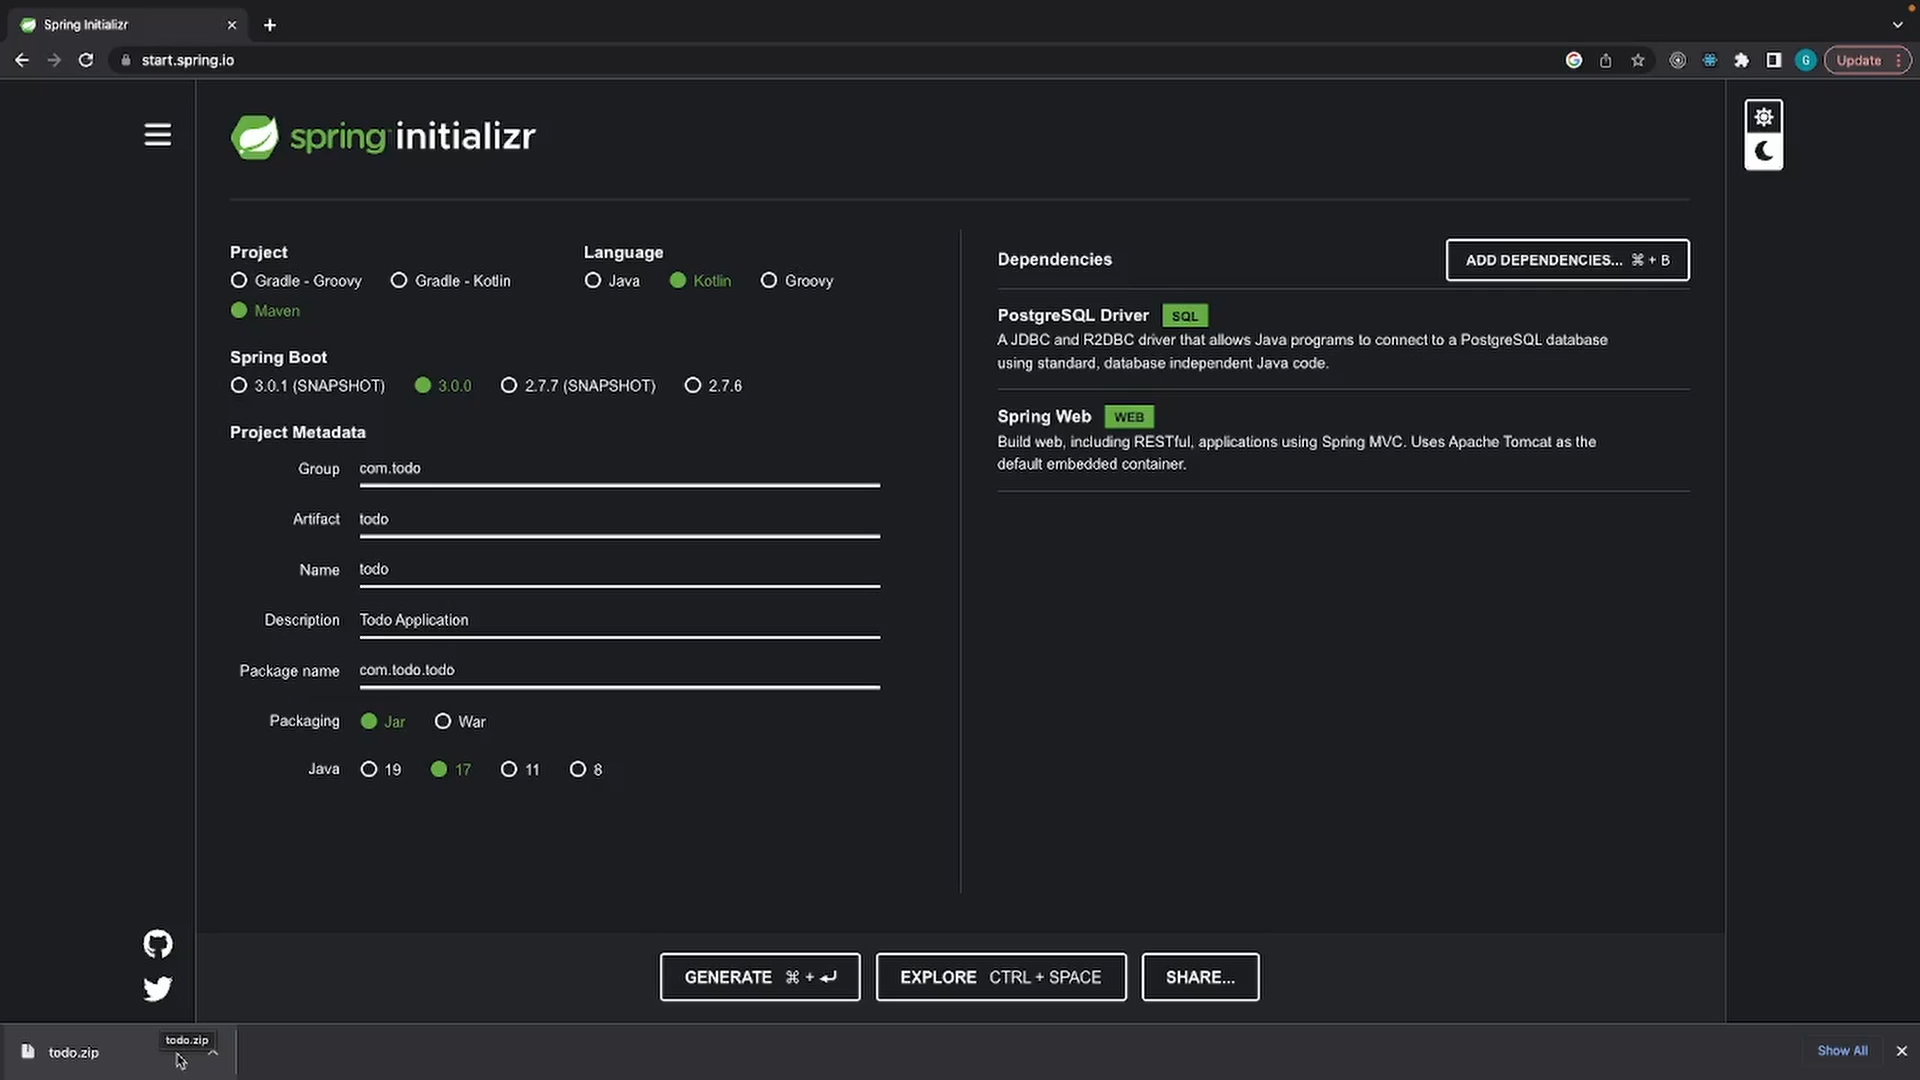 Spring Initializr
start.spring.io
G
Update
spring initializr
Project
Gradle - Groovy
Gradle - Kotlin
Maven
Language
Java
Kotlin
Groovy
Spring Boot
3.0.1 (SNAPSHOT)
3.0.0
2.7.7 (SNAPSHOT)
2.7.6
Project Metadata
Group
com.todo
Artifact
todo
Name
todo
Description
Todo Application
Package name
com.todo.todo
Packaging
Jar
War
Java
19
17
11
8
Dependencies
ADD DEPENDENCIES... ⌘ + B
PostgreSQL Driver SQL
A JDBC and R2DBC driver that allows Java programs to connect to a PostgreSQL database
using standard, database independent Java code.
Spring Web WEB
Build web, including RESTful, applications using Spring MVC. Uses Apache Tomcat as the
default embedded container.
GENERATE ⌘ + ↵
EXPLORE CTRL + SPACE
SHARE...
todo.zip
todo.zip
Show All